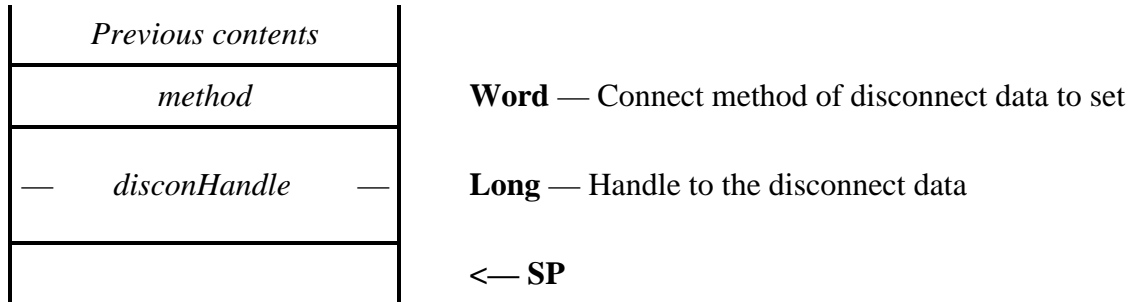 Previous contents
method Word — Connect method of disconnect data to set
— disconHandle — Long — Handle to the disconnect data
<— SP